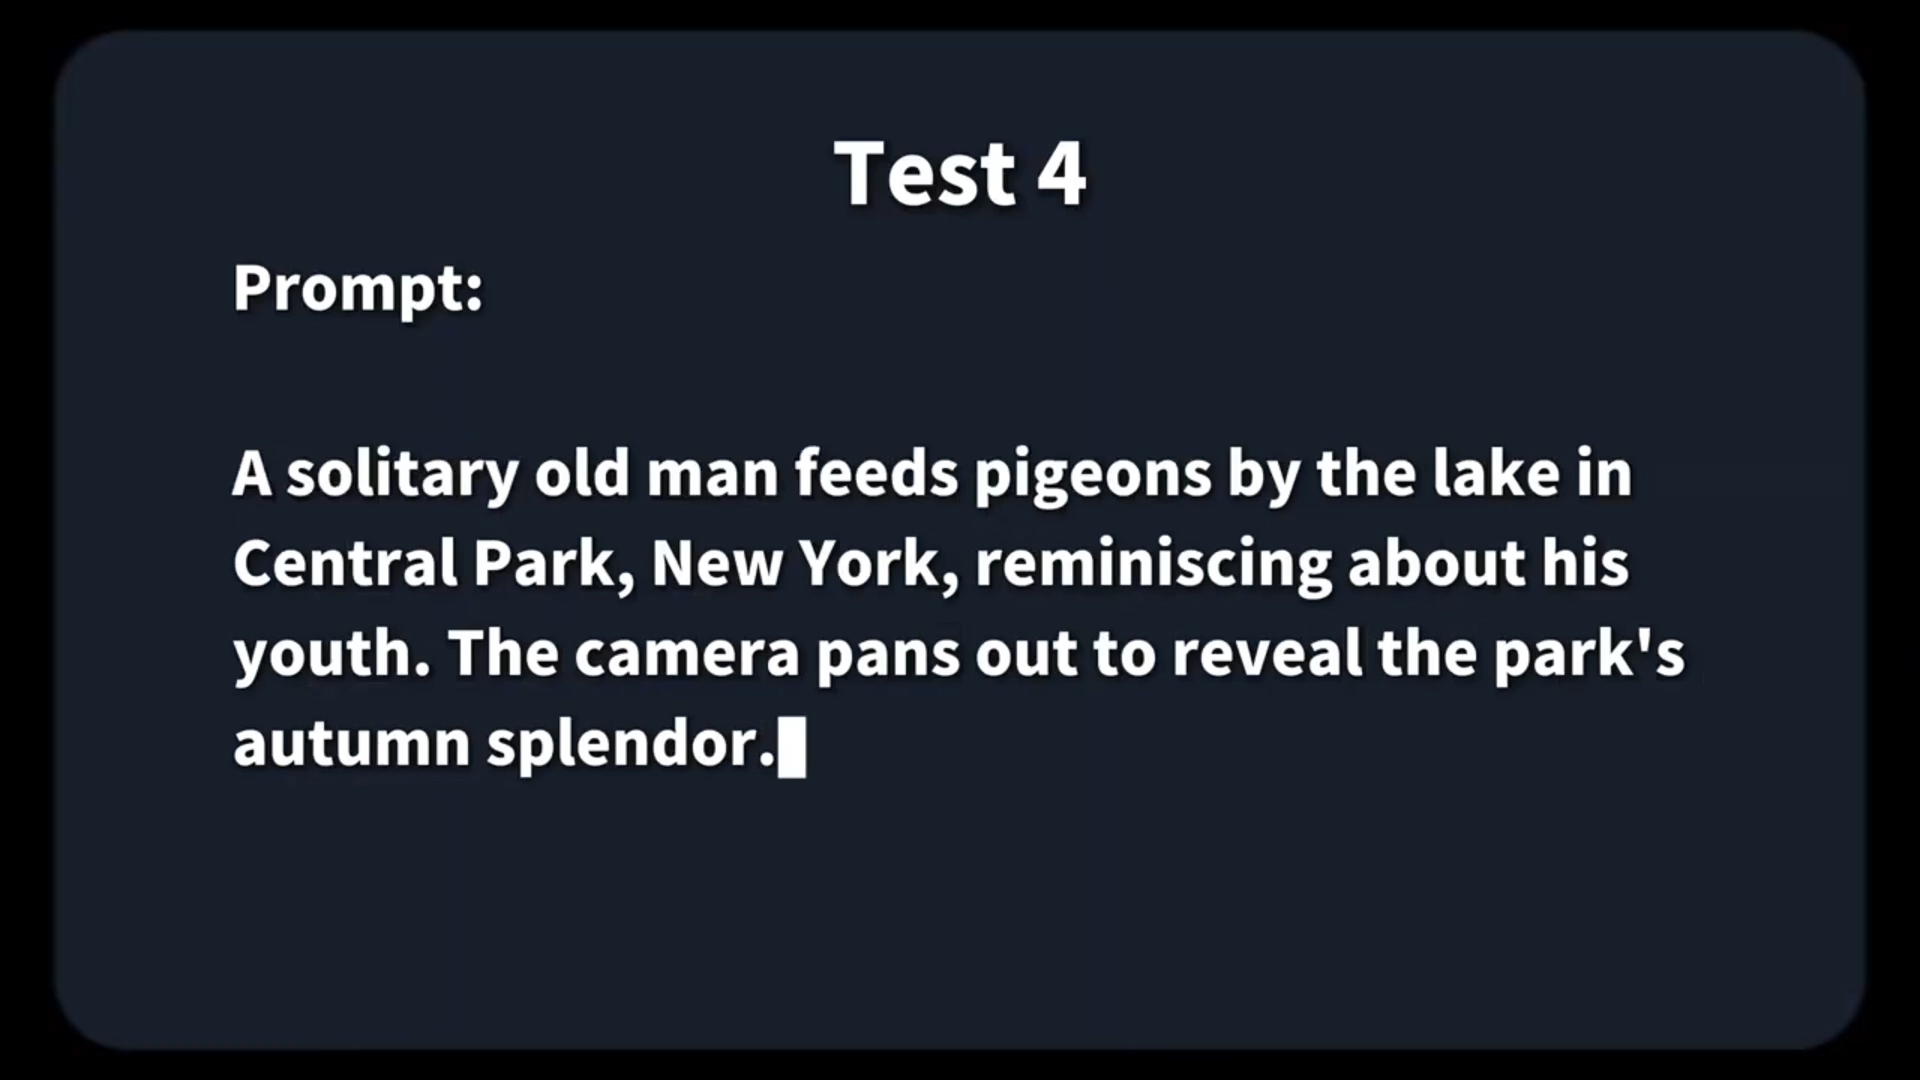 Test 4
Prompt:
A solitary old man feeds pigeons by the lake in
Central Park, New York, reminiscing about his
youth. The camera pans out to reveal the park's
autumn splendor.